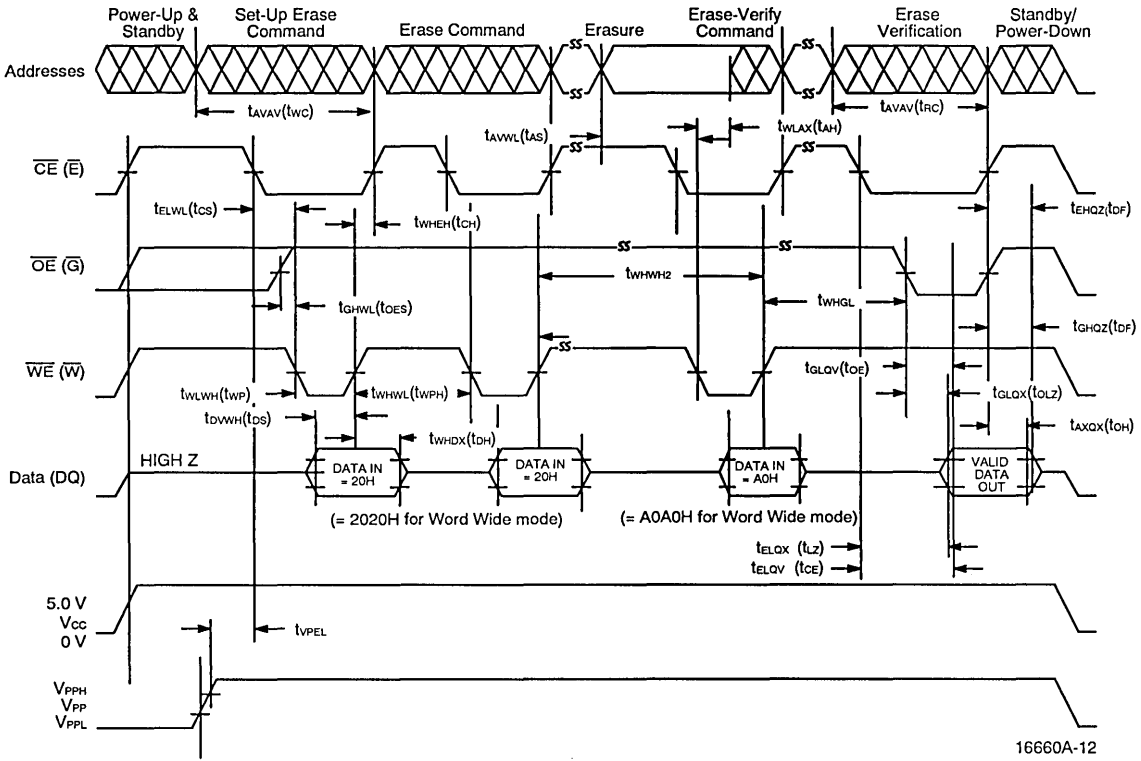 Power-Up & Standby
Set-Up Erase Command
Erase Command
Erasure
Erase-Verify Command
Erase Verification
Standby/ Power-Down
Addresses
tAVAV(tWC)
tAVWL(tAS)
tWLAX(tAH)
tAVAV(tRC)
CE (E)
tELWL(tCS)
tWHEH(tCH)
tEHQZ(tDF)
OE (G)
tWHWH2
tWHGL
tGHWL(tOES)
tGHQZ(tDF)
WE (W)
tGLQV(tOE)
tWLWH(tWP)
tWHWL(tWPH)
tGLQX(tOLZ)
tDVWH(tDS)
tWHDX(tDH)
tAXQX(tOH)
Data (DQ)
HIGH Z
DATA IN
= 20H
DATA IN
= 20H
DATA IN
= A0H
VALID
DATA
OUT
(= 2020H for Word Wide mode)
(= A0A0H for Word Wide mode)
tELQX (tLZ)
tELQV (tCE)
5.0 V
VCC
0 V
tVPEL
VPPH
VPP
VPPL
16660A-12